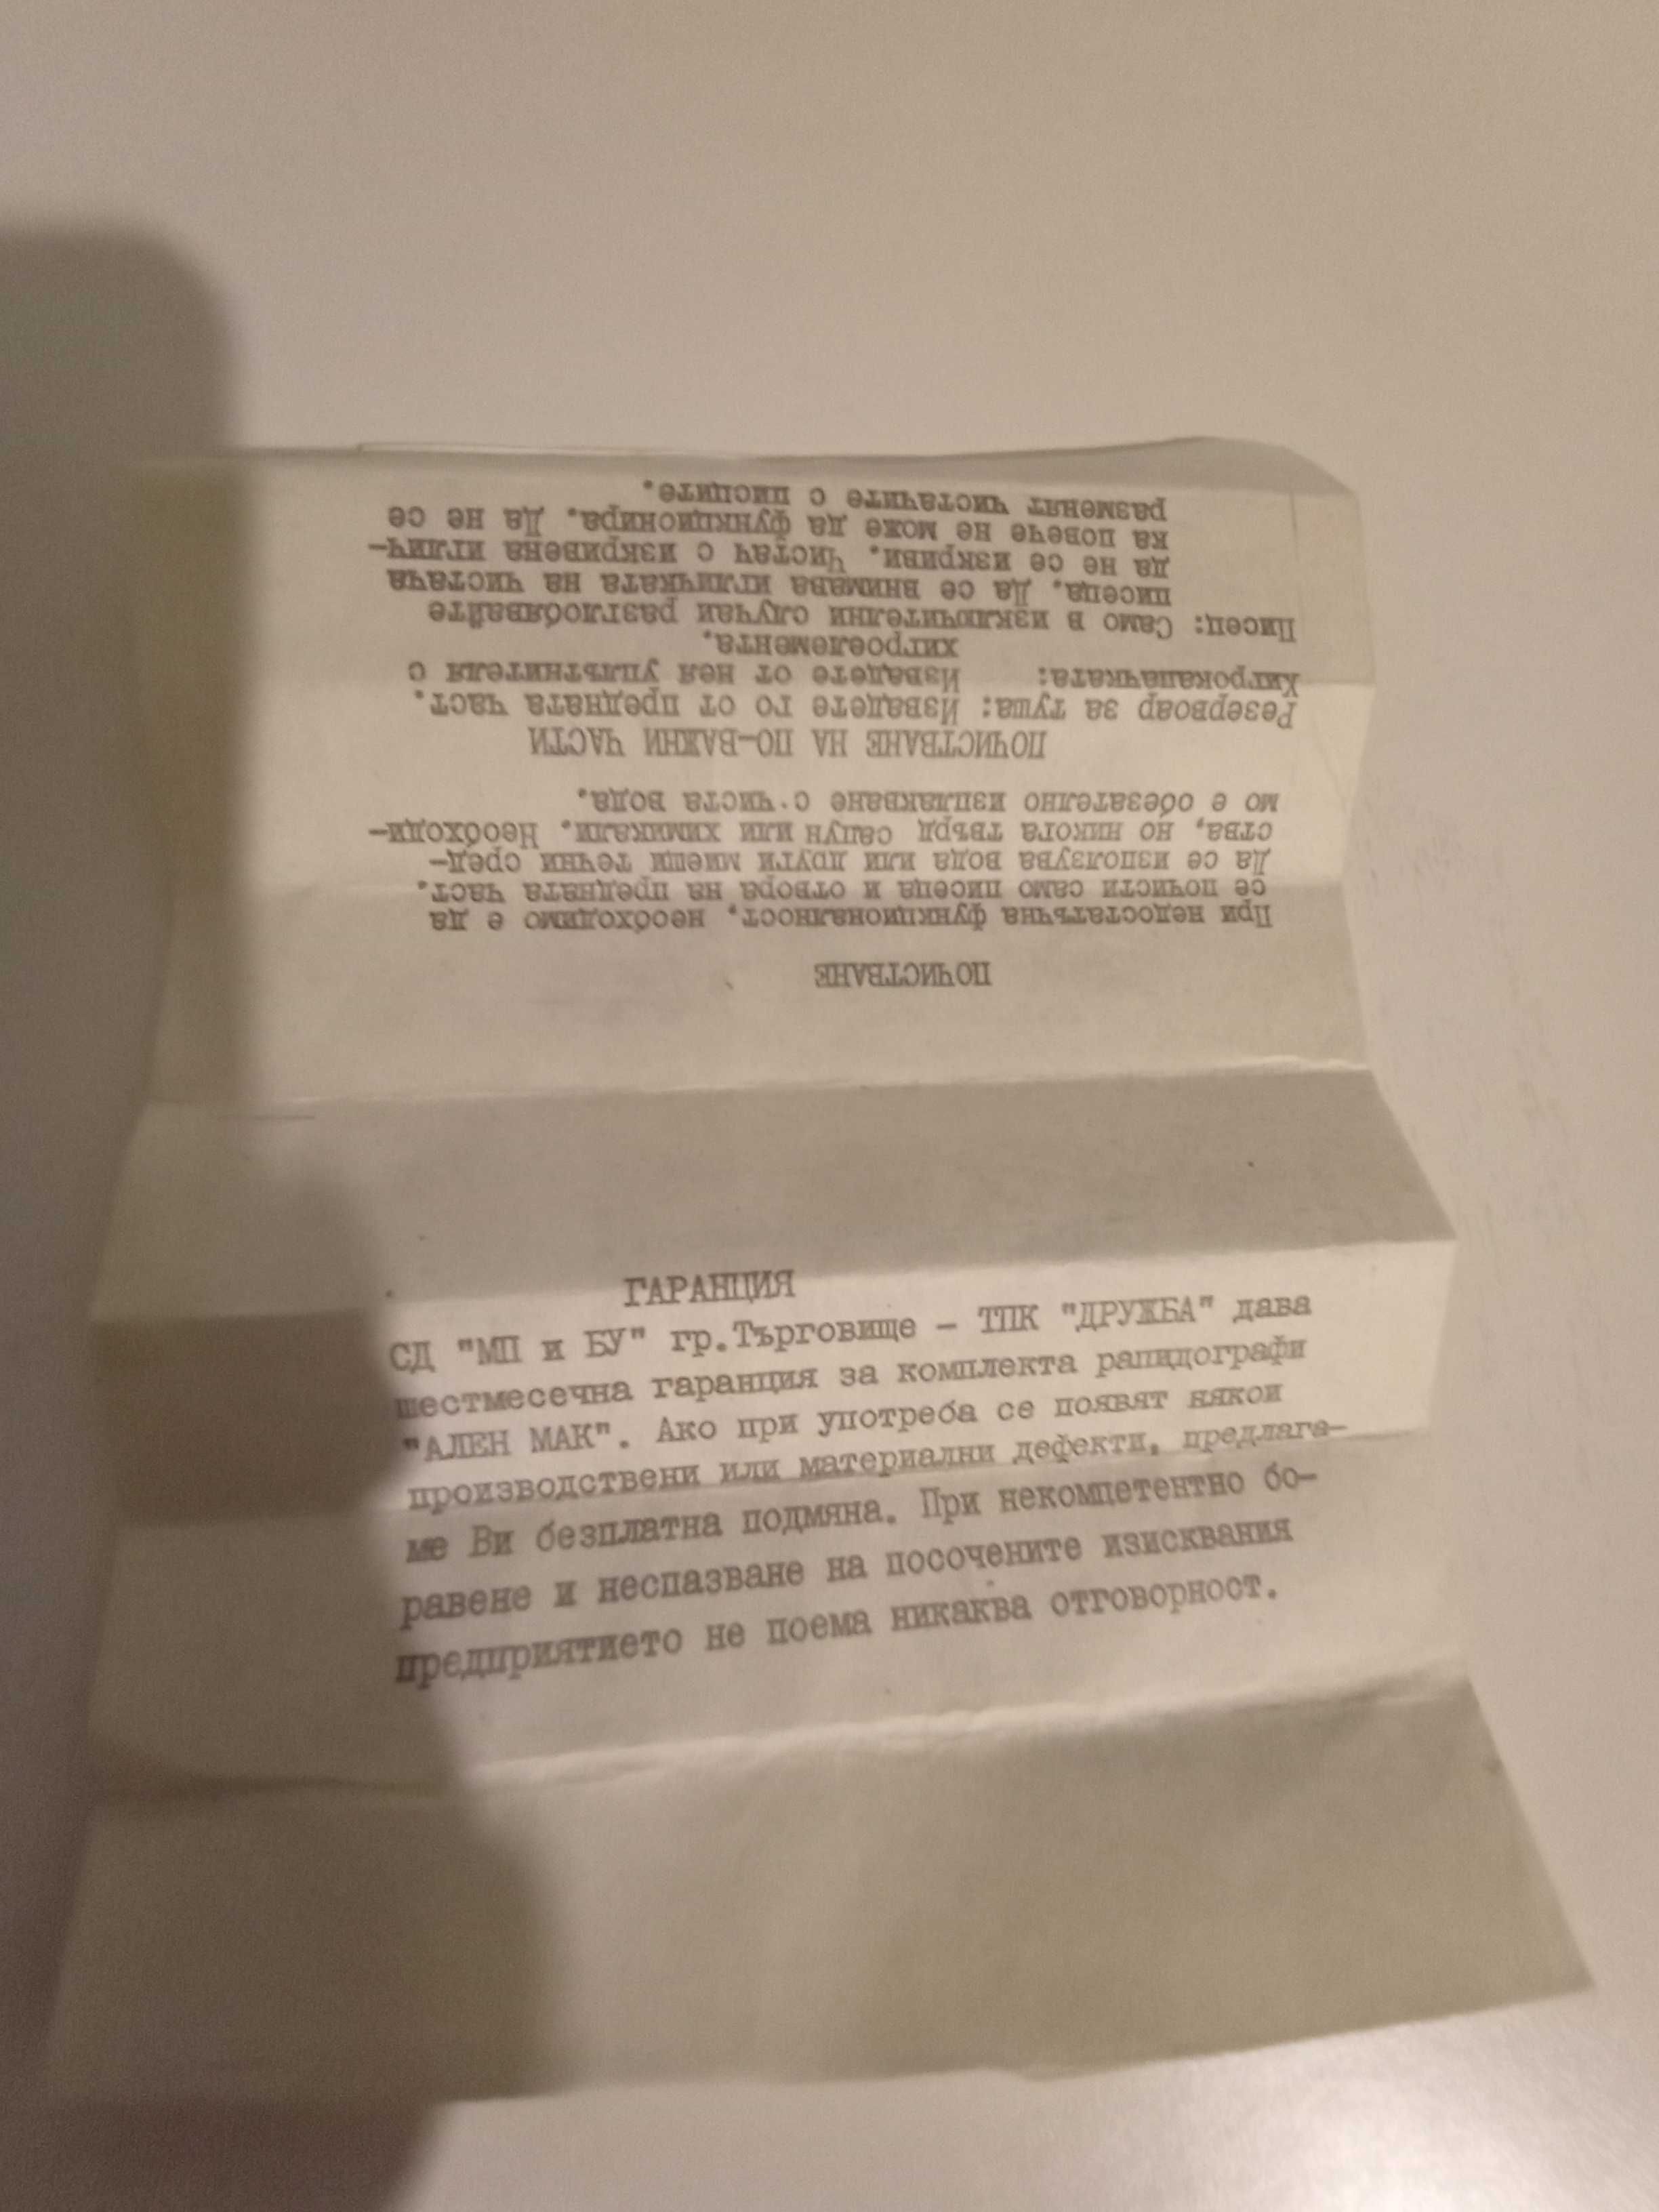 ПОЧИСТВАНЕ
При недостатъчна функционалност, необходимо е да
се почисти само писеца и отвора на предната част.
Да се използува вода или други миещи течни сред-
ства, но никога твърд сапун или химикали. Необходи-
мо е обезателно изплакване с чиста вода.
ПОЧИСТВАНЕ НА ПО-ВАЖНИ ЧАСТИ
Резервоар за туша: Извадете го от предната част.
Хигрокапачката: Извадете от нея уплътнителя с
хигроелемента.
Писец: Само в изключителни случаи разглобявайте
писеца. Да се внимава игличката на чистача
да не се изкриви. Чистач с изкривена иглич-
ка повече не може да функционира. Да не се
разменят чистачите с писците.
ГАРАНЦИЯ
СД "МП и БУ" гр.Търговище - ТПК "ДРУЖБА" дава
шестмесечна гаранция за комплекта рапидографи
"АЛЕН МАК". Ако при употреба се появят някои
производствени или материални дефекти, предлага-
ме Ви безплатна подмяна. При некомпетентно бо-
равене и неспазване на посочените изисквания
предприятието не поема никаква отговорност.